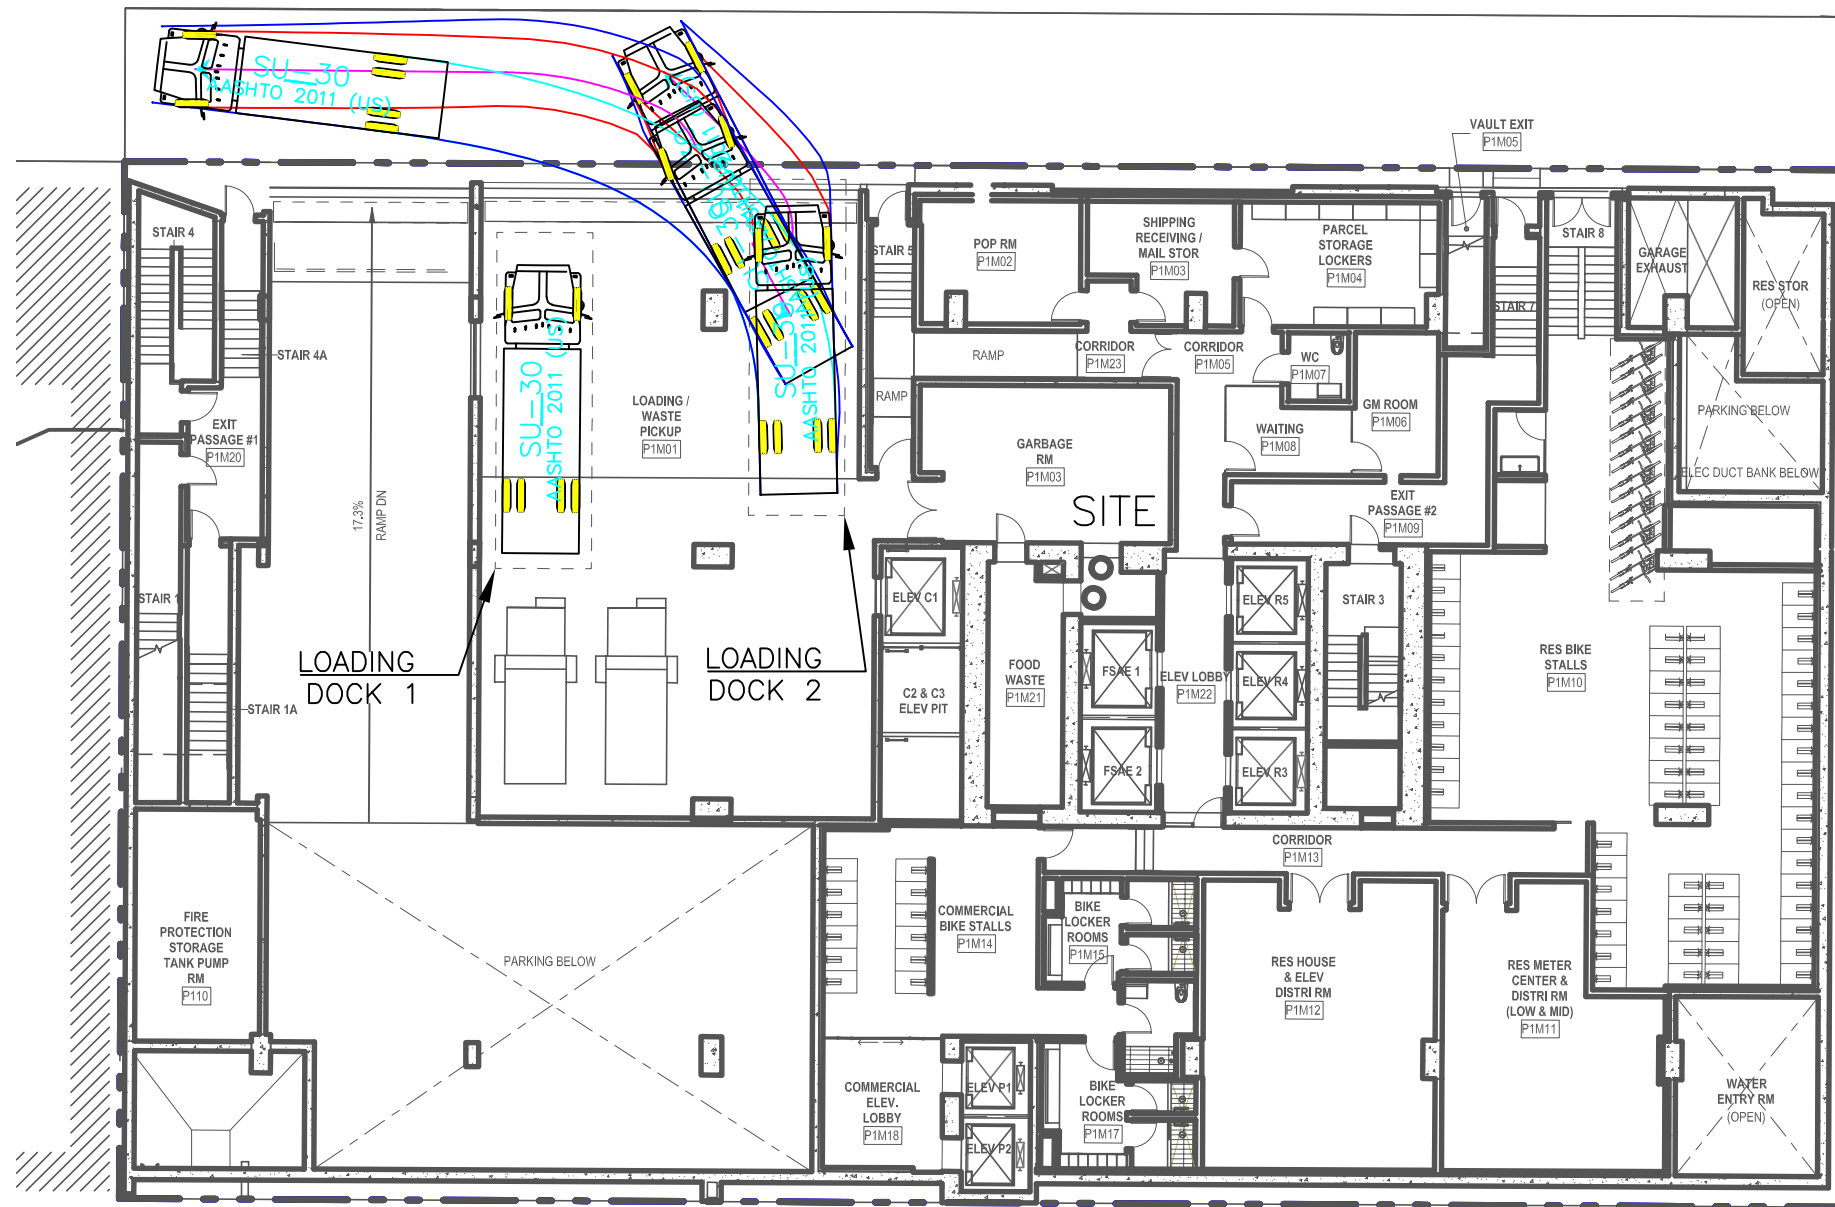 SU_30
AASHTO 2011 (US)
VAULT EXIT
P1M05
STAIR 4
STAIR 5
POP RM
P1M02
SHIPPING
RECEIVING /
MAIL STOR
P1M03
PARCEL
STORAGE
LOCKERS
P1M04
STAIR 8
GARAGE
EXHAUST
RES STOR
(OPEN)
STAIR 7
STAIR 4A
RAMP
CORRIDOR
P1M23
CORRIDOR
P1M05
WC
P1M07
SU_30
AASHTO 2011 (US)
SU_30
AASHTO 2011 (US)
LOADING /
WASTE
PICKUP
P1M01
RAMP
GM ROOM
P1M06
PARKING BELOW
EXIT
PASSAGE #1
P1M20
GARBAGE
RM
P1M03
WAITING
P1M08
ELEC DUCT BANK BELOW
17.3%
RAMP DN
SITE
EXIT
PASSAGE #2
P1M09
STAIR 1
ELEV C1
ELEV R5
STAIR 3
LOADING
DOCK 1
LOADING
DOCK 2
FOOD
WASTE
P1M21
FSAE 1
ELEV LOBBY
P1M22
ELEV R4
RES BIKE
STALLS
P1M10
C2 & C3
ELEV PIT
STAIR 1A
FSAE 2
ELEV R3
CORRIDOR
P1M13
FIRE
PROTECTION
STORAGE
TANK PUMP
RM
P110
PARKING BELOW
COMMERCIAL
BIKE STALLS
P1M14
BIKE
LOCKER
ROOMS
P1M15
RES HOUSE
& ELEV
DISTRI RM
P1M12
RES METER
CENTER &
DISTRI RM
(LOW & MID)
P1M11
COMMERCIAL
ELEV.
LOBBY
P1M18
ELEV P1
BIKE
LOCKER
ROOMS
P1M17
WATER
ENTRY RM
(OPEN)
ELEV P2